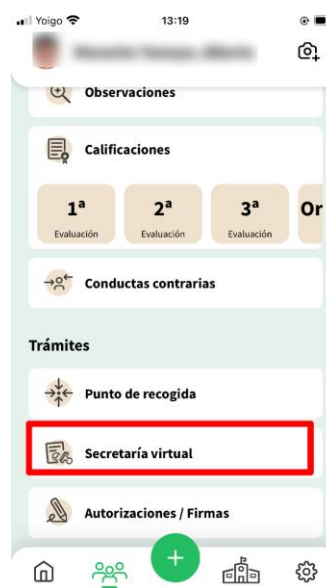 Yoigo 13:19
Observaciones
Calificaciones
1ª 2ª 3ª Or
Evaluación Evaluación Evaluación
Conductas contrarias
Trámites
Punto de recogida
Secretaría virtual
Autorizaciones / Firmas